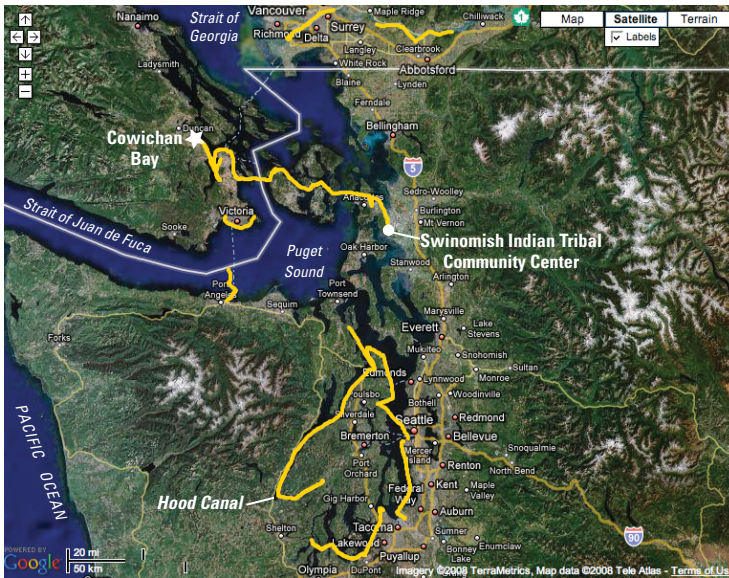 Nanaimo
Strait of
Georgia
Vancouver
Maple Ridge
Chilliwack
1
Map
Satellite
Terrain
Labels
Surrey
Richmond
Delta
Langley
Clearbrook
White Rock
Abbotsford
Ladysmith
Blaine
Lynden
Ferndale
Duncan
Cowichan
Bay
Bellingham
5
Sedro-Woolley
Anacortes
Burlington
Mt Vernon
Victoria
Sooke
Strait of Juan de Fuca
Swinomish Indian Tribal
Community Center
Puget
Sound
Oak Harbor
Stanwood
Arlington
Port
Angeles
Port
Townsend
Sequim
Marysville
Forks
Everett
Lake
Stevens
Mukilteo
Snohomish
Edmonds
Lynnwood
Monroe
Sultan
Bothell
Woodinville
Poulsbo
Silverdale
Seattle
Redmond
PACIFIC OCEAN
Bremerton
Bellevue
Mercer
Island
Snoqualmie
Port
Orchard
Renton
North Bend
Hood Canal
Gig Harbor
Federal
Way
Kent
Maple
Valley
Auburn
Shelton
Tacoma
Lakewood
Sumner
Puyallup
Bonney
Lake
Enumclaw
90
Olympia
DuPont
POWERED BY
Google
20 mi
50 km
Imagery ©2008 TerraMetrics, Map data ©2008 Tele Atlas - Terms of Us